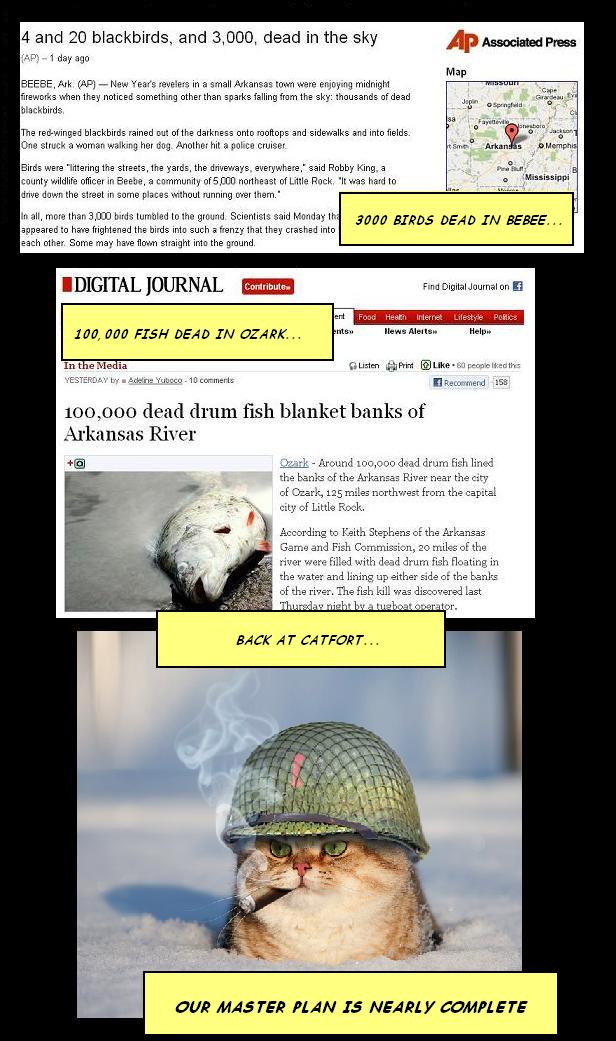 4 and 20 blackbirds, and 3,000, dead in the sky
(AP) – 1 day ago
BEEBE, Ark. (AP) — New Year's revelers in a small Arkansas town were enjoying midnight
fireworks when they noticed something other than sparks falling from the sky: thousands of dead
blackbirds.
The red-winged blackbirds rained out of the darkness onto rooftops and sidewalks and into fields.
One struck a woman walking her dog. Another hit a police cruiser.
Birds were "littering the streets, the yards, the driveways, everywhere," said Robby King, a
county wildlife officer in Beebe, a community of 5,000 northeast of Little Rock. "It was hard to
drive down the street in some places without running over them."
In all, more than 3,000 birds tumbled to the ground. Scientists said Monday tha
appeared to have frightened the birds into such a frenzy that they crashed into
each other. Some may have flown straight into the ground.
AP Associated Press
Map
Missouri
Cape
Girardeau
Joplin
Springfield
Fayetteville
Jonesboro
Jackson
rt Smith
Arkansas
Memphis
Pine Bluff
Mississippi
3000 BIRDS DEAD IN BEBEE...
DIGITAL JOURNAL
Contribute»
Find Digital Journal on f
ent Food Health Internet Lifestyle Politics
ents» News Alerts» Help»
100,000 FISH DEAD IN OZARK...
In the Media
Listen Print Like • 60 people liked this
YESTERDAY by Adeline Yuboco - 10 comments
Recommend 158
100,000 dead drum fish blanket banks of
Arkansas River
Ozark - Around 100,000 dead drum fish lined
the banks of the Arkansas River near the city
of Ozark, 125 miles northwest from the capital
city of Little Rock.
According to Keith Stephens of the Arkansas
Game and Fish Commission, 20 miles of the
river were filled with dead drum fish floating in
the water and lining up either side of the banks
of the river. The fish kill was discovered last
Thursday night by a tugboat operator.
BACK AT CATFORT...
OUR MASTER PLAN IS NEARLY COMPLETE